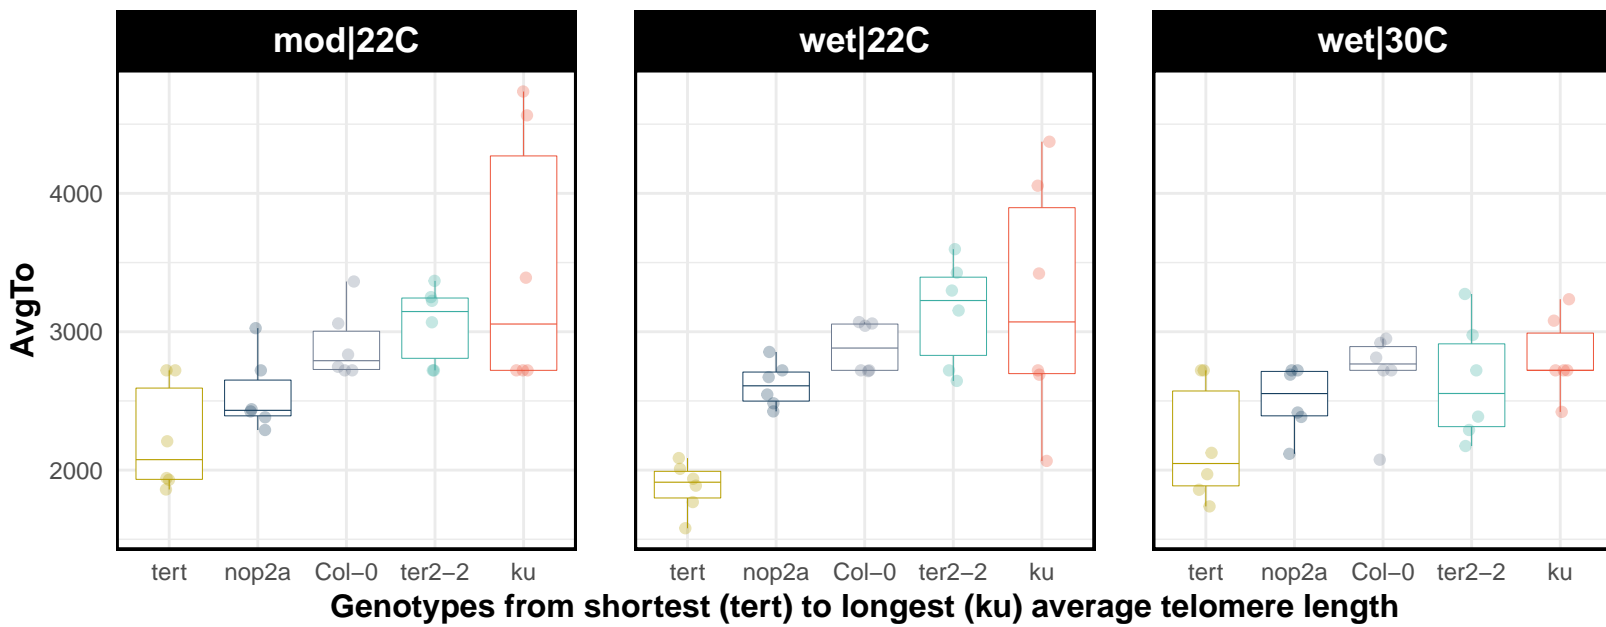 mod|22C wet|22C wet|30C
AvgTo
4000
3000
2000
tert nop2a Col−0 ter2−2 ku tert nop2a Col−0 ter2−2 ku tert nop2a Col−0 ter2−2 ku
Genotypes from shortest (tert) to longest (ku) average telomere length